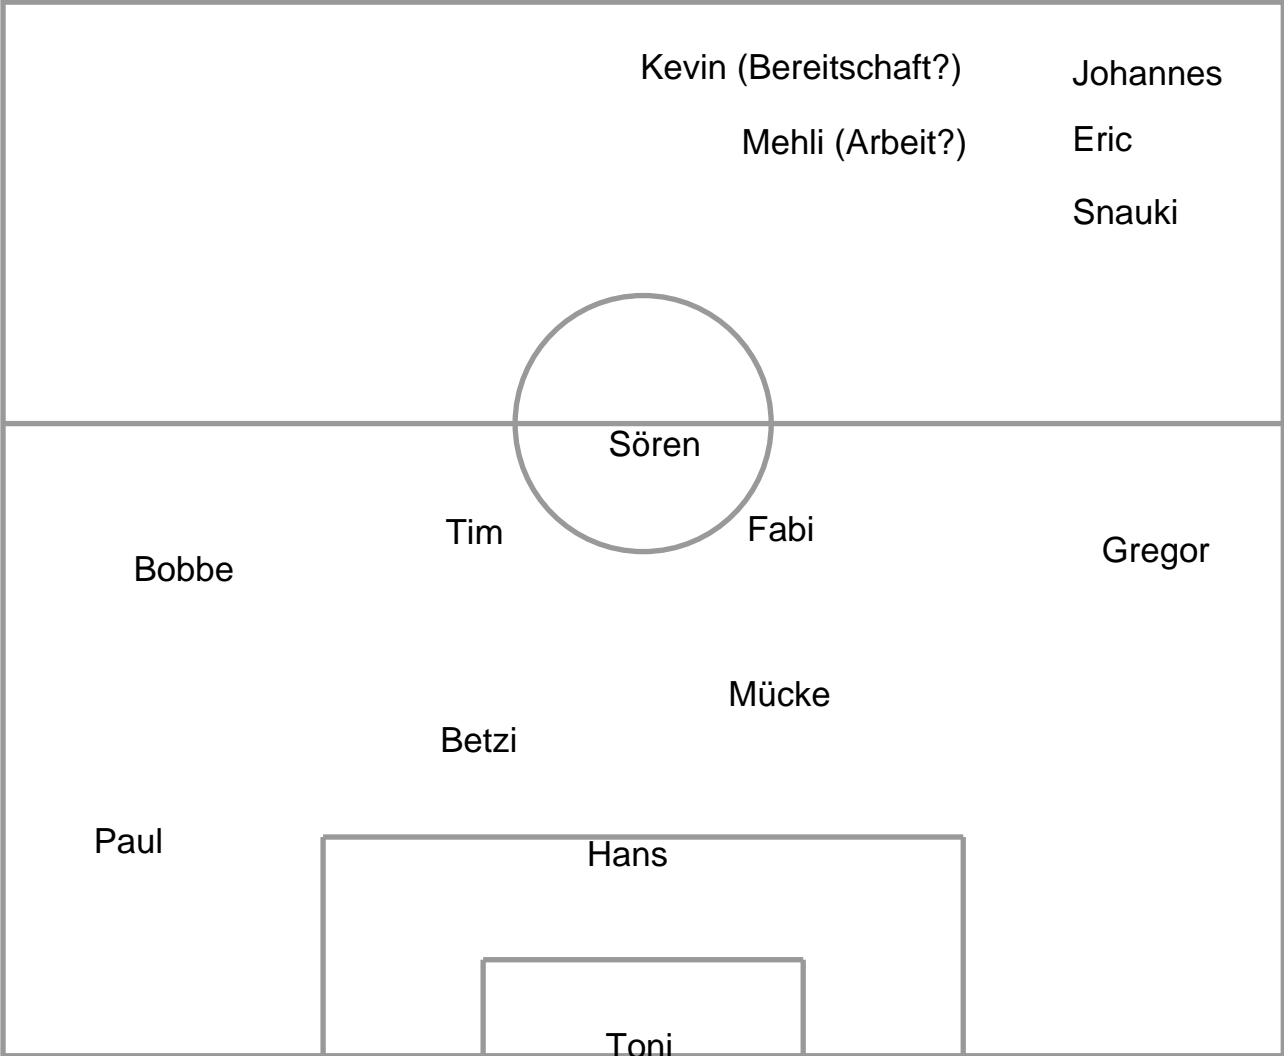 Kevin (Bereitschaft?)
Johannes
Mehli (Arbeit?)
Eric
Snauki
Sören
Tim
Fabi
Gregor
Bobbe
Mücke
Betzi
Paul
Hans
Toni